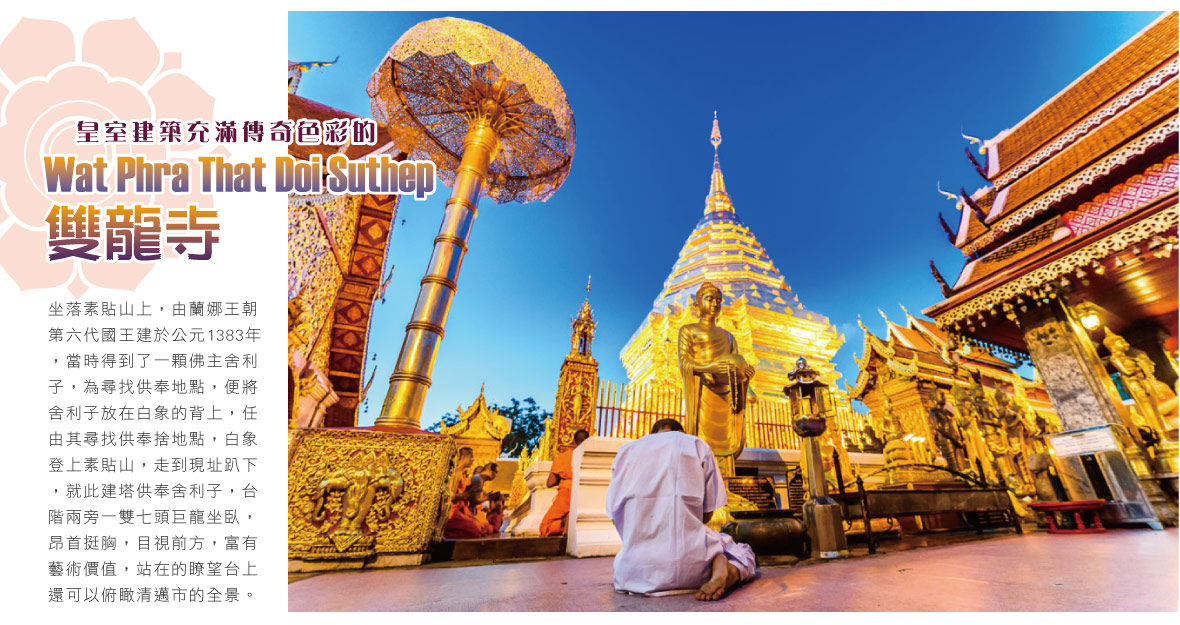 皇室建築充滿傳奇色彩的
Wat Phra That Doi Suthep
雙龍寺
坐落素貼山上，由蘭娜王朝
第六代國王建於公元1383年
，當時得到了一顆佛主舍利
子，為尋找供奉地點，便將
舍利子放在白象的背上，任
由其尋找供奉捨地點，白象
登上素貼山，走到現址趴下
，就此建塔供奉舍利子，台
階兩旁一雙七頭巨龍坐臥，
昂首挺胸，目視前方，富有
藝術價值，站在的瞭望台上
還可以俯瞰清邁市的全景。